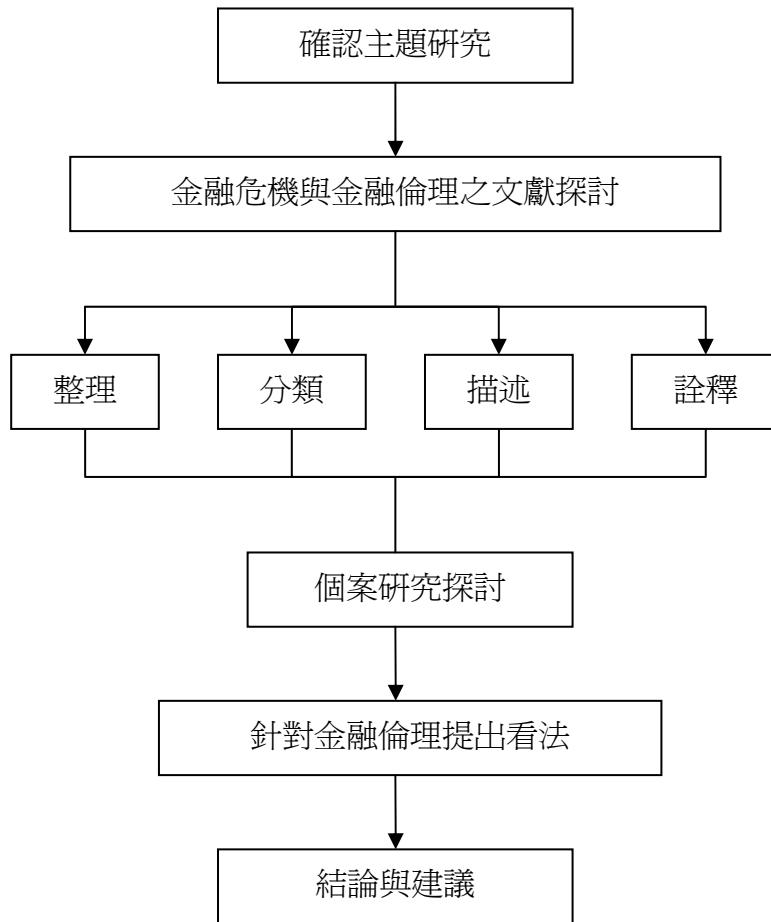 確認主題研究
金融危機與金融倫理之文獻探討
整理
分類
描述
詮釋
個案研究探討
針對金融倫理提出看法
結論與建議